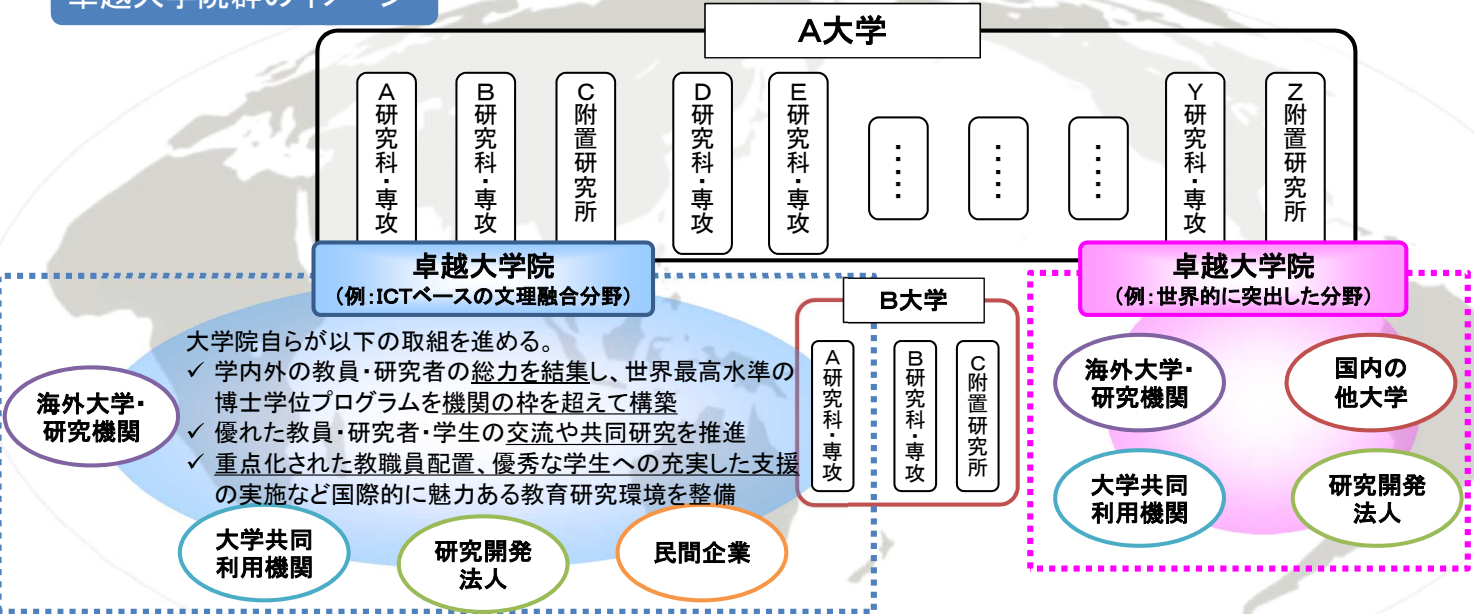 卓越大学院群のイメージ
A大学
A研究科・専攻
B研究科・専攻
C附置研究所
D研究科・専攻
E研究科・専攻
・・・・・
・・・・・
・・・・・
Y研究科・専攻
Z附置研究所
卓越大学院
（例：ICTベースの文理融合分野）
大学院自らが以下の取組を進める。
✓ 学内外の教員・研究者の総力を結集し、世界最高水準の
博士学位プログラムを機関の枠を超えて構築
✓ 優れた教員・研究者・学生の交流や共同研究を推進
✓ 重点化された教職員配置、優秀な学生への充実した支援
の実施など国際的に魅力ある教育研究環境を整備
海外大学・
研究機関
大学共同
利用機関
研究開発
法人
民間企業
B大学
A研究科・専攻
B研究科・専攻
C附置研究所
卓越大学院
（例：世界的に突出した分野）
海外大学・
研究機関
国内の
他大学
大学共同
利用機関
研究開発
法人